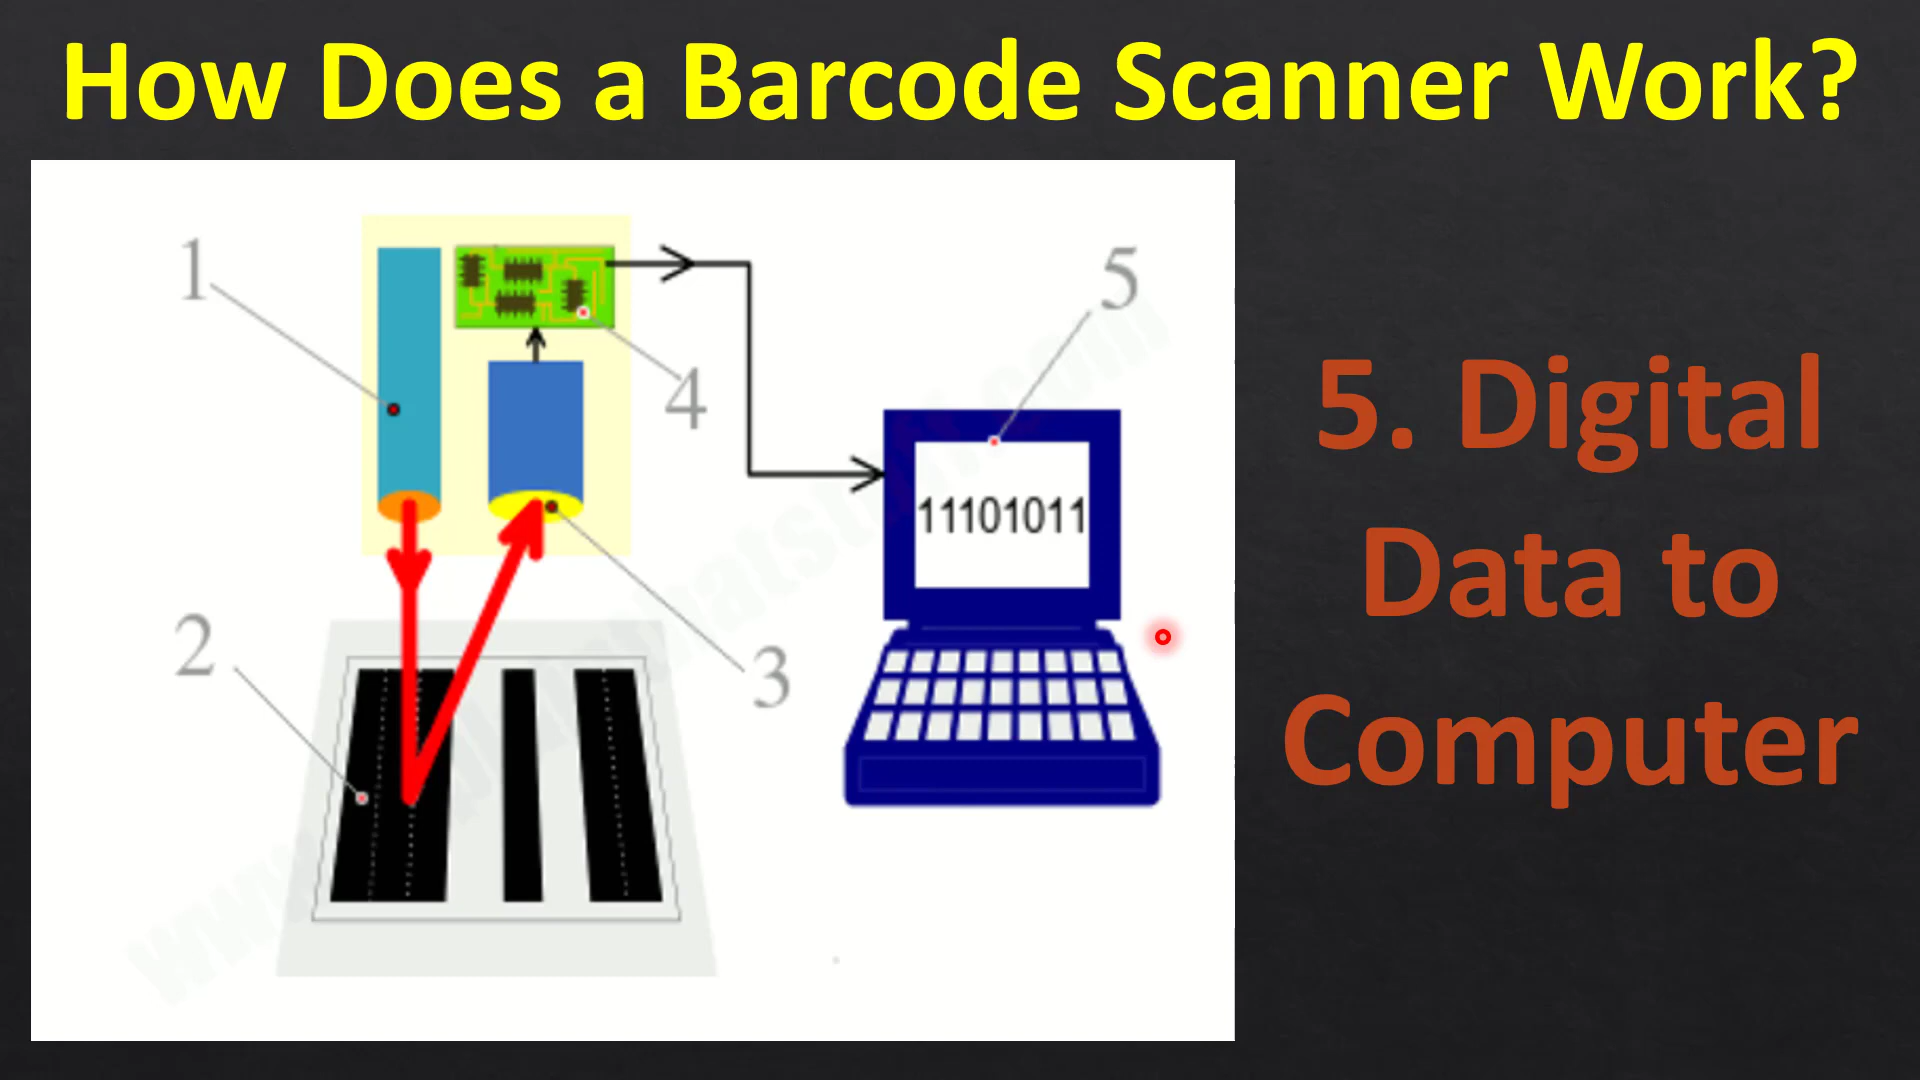 How Does a Barcode Scanner Work?
1
5
4
11101011
2
3
5. Digital
Data to
Computer